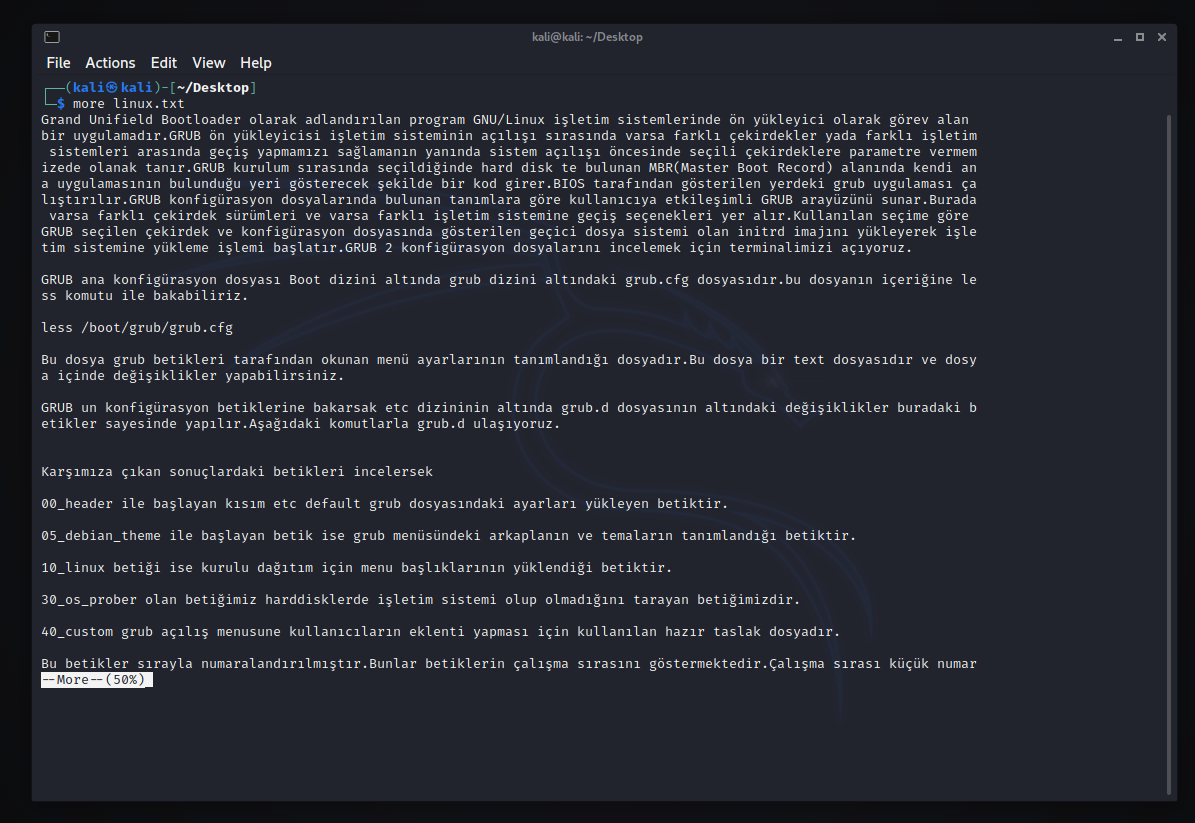 kali@kali: ~/Desktop
File Actions Edit View Help
┌──(kali㉿kali)-[~/Desktop]
└─$ more linux.txt
Grand Unifield Bootloader olarak adlandırılan program GNU/Linux işletim sistemlerinde ön yükleyici olarak görev alan
bir uygulamadır.GRUB ön yükleyicisi işletim sisteminin açılışı sırasında varsa farklı çekirdekler yada farklı işletim
sistemleri arasında geçiş yapmamızı sağlamanın yanında sistem açılışı öncesinde seçili çekirdeklere parametre vermem
izede olanak tanır.GRUB kurulum sırasında seçildiğinde hard disk te bulunan MBR(Master Boot Record) alanında kendi an
a uygulamasının bulunduğu yeri gösterecek şekilde bir kod girer.BIOS tarafından gösterilen yerdeki grub uygulaması ça
lıştırılır.GRUB konfigürasyon dosyalarında bulunan tanımlara göre kullanıcıya etkileşimli GRUB arayüzünü sunar.Burada
varsa farklı çekirdek sürümleri ve varsa farklı işletim sistemine geçiş seçenekleri yer alır.Kullanılan seçime göre
GRUB seçilen çekirdek ve konfigürasyon dosyasında gösterilen geçici dosya sistemi olan initrd imajını yükleyerek işle
tim sistemine yükleme işlemi başlatır.GRUB 2 konfigürasyon dosyalarını incelemek için terminalimizi açıyoruz.
GRUB ana konfigürasyon dosyası Boot dizini altında grub dizini altındaki grub.cfg dosyasıdır.bu dosyanın içeriğine le
ss komutu ile bakabiliriz.
less /boot/grub/grub.cfg
Bu dosya grub betikleri tarafından okunan menü ayarlarının tanımlandığı dosyadır.Bu dosya bir text dosyasıdır ve dosy
a içinde değişiklikler yapabilirsiniz.
GRUB un konfigürasyon betiklerine bakarsak etc dizininin altında grub.d dosyasının altındaki değişiklikler buradaki b
etikler sayesinde yapılır.Aşağıdaki komutlarla grub.d ulaşıyoruz.
Karşımıza çıkan sonuçlardaki betikleri incelersek
00_header ile başlayan kısım etc default grub dosyasındaki ayarları yükleyen betiktir.
05_debian_theme ile başlayan betik ise grub menüsündeki arkaplanın ve temaların tanımlandığı betiktir.
10_linux betiği ise kurulu dağıtım için menu başlıklarının yüklendiği betiktir.
30_os_prober olan betiğimiz harddisklerde işletim sistemi olup olmadığını tarayan betiğimizdir.
40_custom grub açılış menusune kullanıcıların eklenti yapması için kullanılan hazır taslak dosyadır.
Bu betikler sırayla numaralandırılmıştır.Bunlar betiklerin çalışma sırasını göstermektedir.Çalışma sırası küçük numar
--More--(50%)